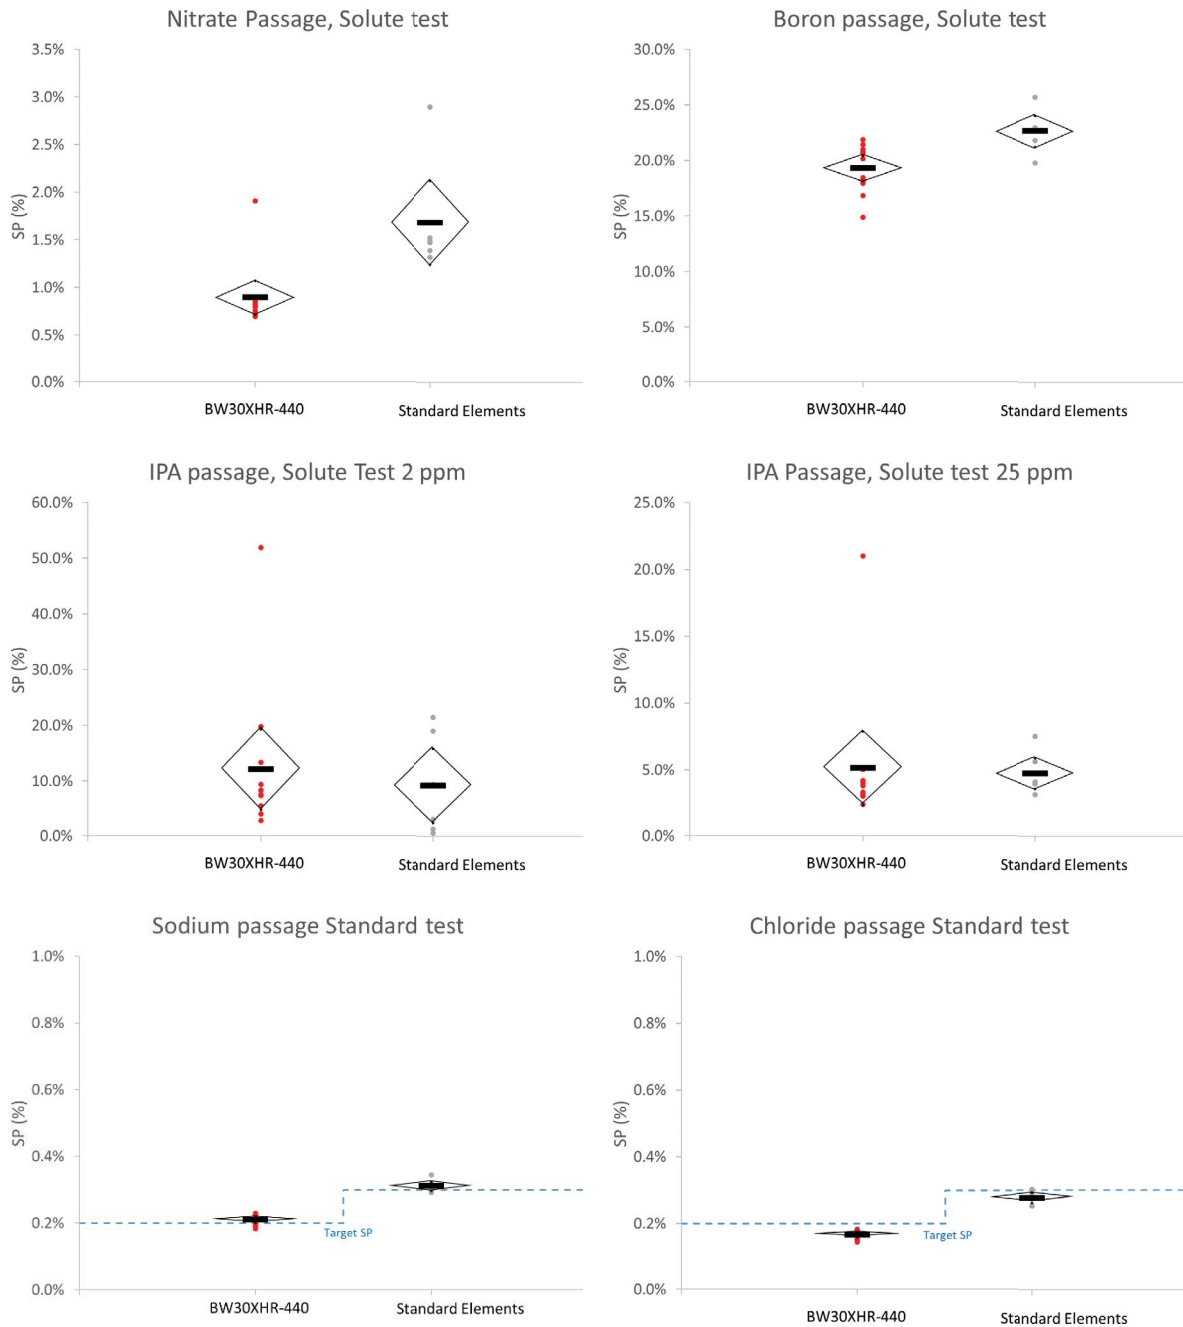 Nitrate Passage, Solute test
3.5%
3.0%
2.5%
2.0%
1.5%
1.0%
0.5%
0.0%
SP (%)
BW30XHR-440
Standard Elements
Boron passage, Solute test
30.0%
25.0%
20.0%
15.0%
10.0%
5.0%
0.0%
SP (%)
BW30XHR-440
Standard Elements
IPA passage, Solute Test 2 ppm
60.0%
50.0%
40.0%
30.0%
20.0%
10.0%
0.0%
SP (%)
BW30XHR-440
Standard Elements
IPA Passage, Solute test 25 ppm
25.0%
20.0%
15.0%
10.0%
5.0%
0.0%
SP (%)
BW30XHR-440
Standard Elements
Sodium passage Standard test
1.0%
0.8%
0.6%
0.4%
0.2%
0.0%
SP (%)
Target SP
BW30XHR-440
Standard Elements
Chloride passage Standard test
1.0%
0.8%
0.6%
0.4%
0.2%
0.0%
SP (%)
Target SP
BW30XHR-440
Standard Elements